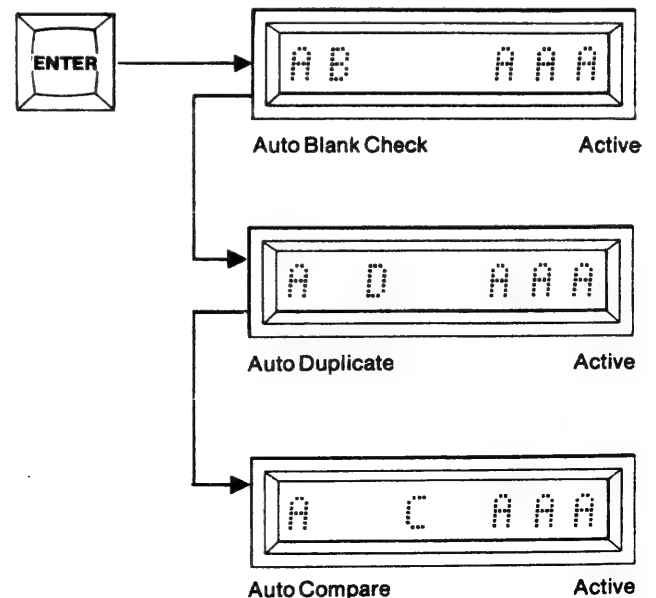 ENTER
AB AAA
Auto Blank Check Active
A D AAA
Auto Duplicate Active
A C AAA
Auto Compare Active